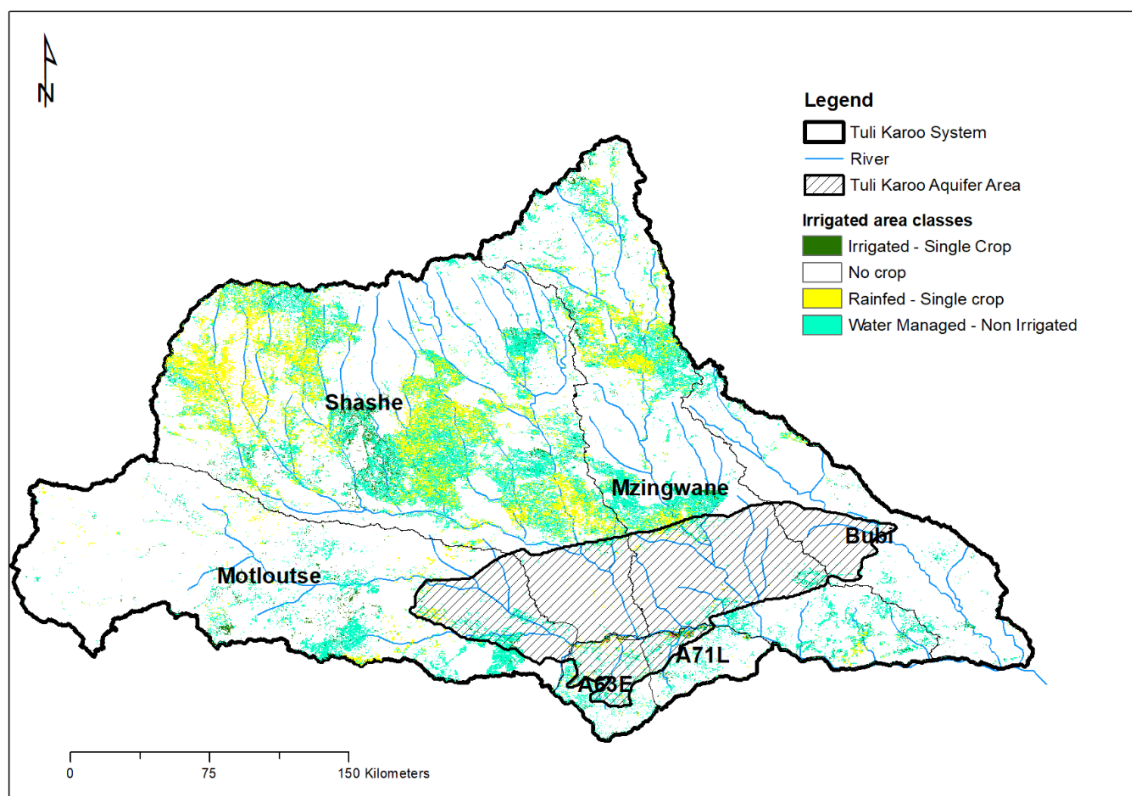 N
Legend
Tuli Karoo System
River
Tuli Karoo Aquifer Area
Irrigated area classes
Irrigated - Single Crop
No crop
Rainfed - Single crop
Water Managed - Non Irrigated
Shashe
Mzingwane
Bubi
Motloutse
A71L
A63E
0 75 150 Kilometers